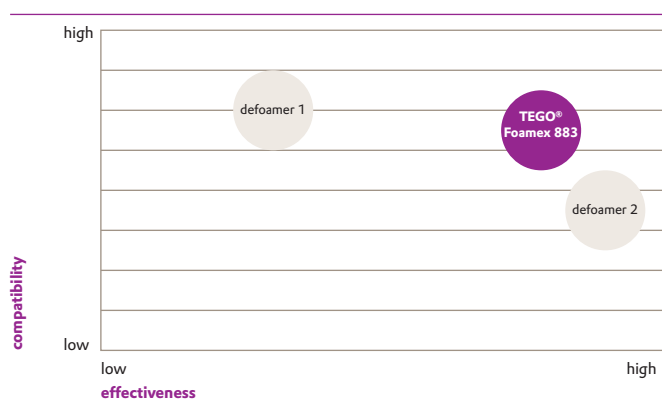 high
defoamer 1
TEGO®
Foamex 883
defoamer 2
compatibility
low
low
high
effectiveness